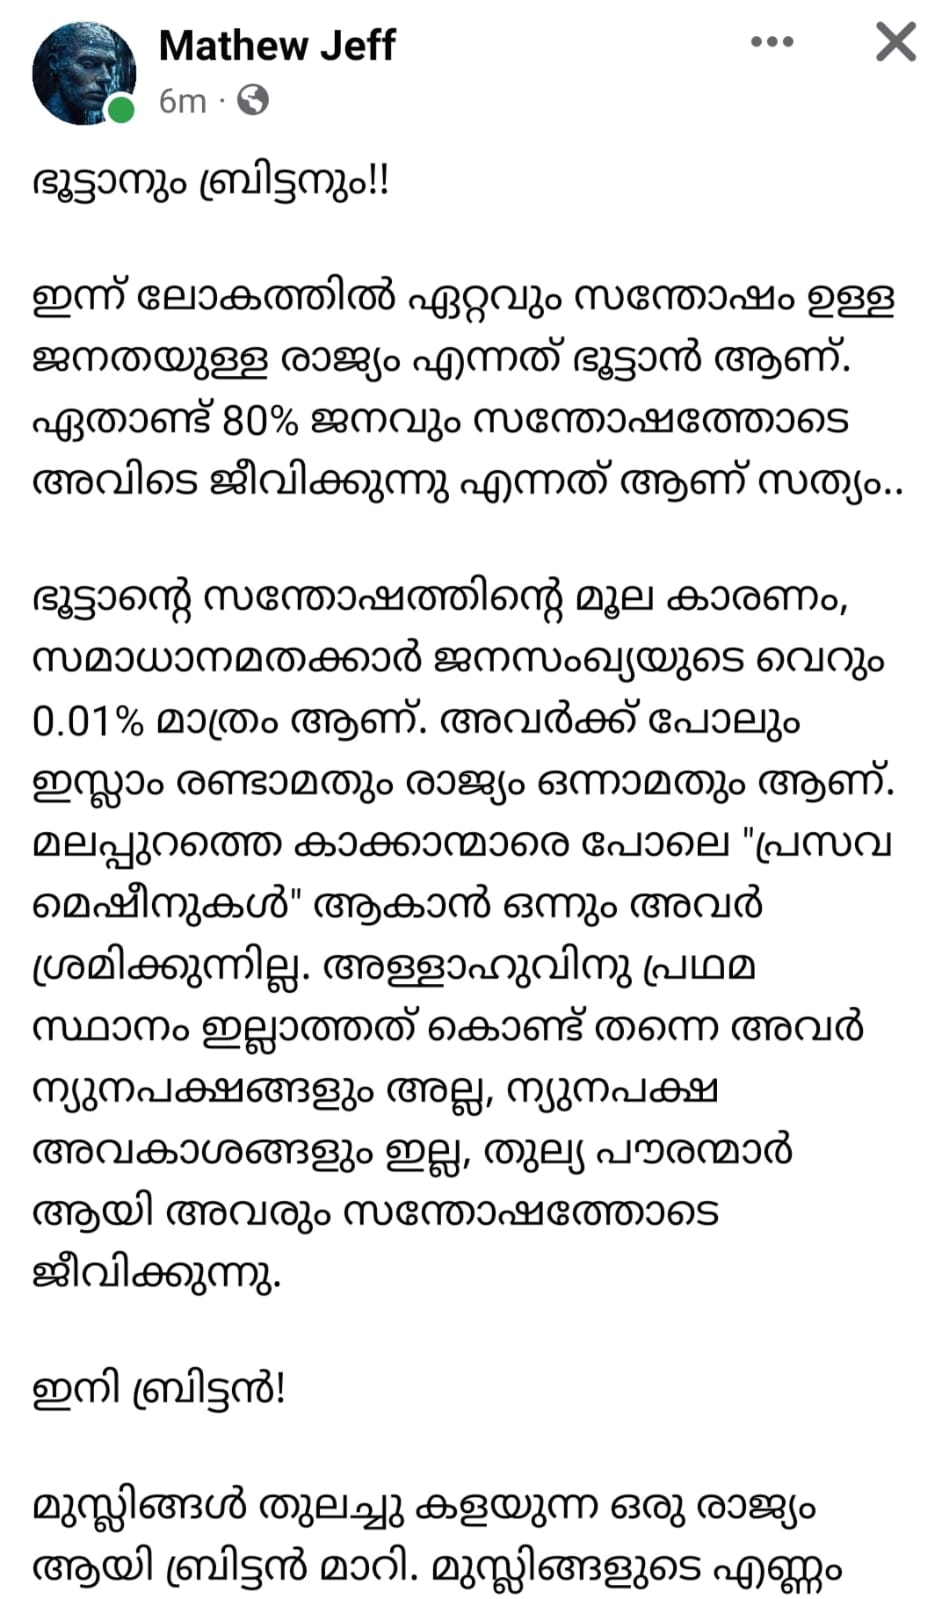 Mathew Jeff
6m ·
ഭൂട്ടാനും ബ്രിട്ടനും!!
ഇന്ന് ലോകത്തിൽ ഏറ്റവും സന്തോഷം ഉള്ള
ജനതയുള്ള രാജ്യം എന്നത് ഭൂട്ടാൻ ആണ്.
ഏതാണ്ട് 80% ജനവും സന്തോഷത്തോടെ
അവിടെ ജീവിക്കുന്നു എന്നത് ആണ് സത്യം..
ഭൂട്ടാന്റെ സന്തോഷത്തിന്റെ മൂല കാരണം,
സമാധാനമതക്കാർ ജനസംഖ്യയുടെ വെറും
0.01% മാത്രം ആണ്. അവർക്ക് പോലും
ഇസ്ലാം രണ്ടാമതും രാജ്യം ഒന്നാമതും ആണ്.
മലപ്പുറത്തെ കാക്കാന്മാരെ പോലെ "പ്രസവ
മെഷീനുകൾ" ആകാൻ ഒന്നും അവർ
ശ്രമിക്കുന്നില്ല. അള്ളാഹുവിനു പ്രഥമ
സ്ഥാനം ഇല്ലാത്തത് കൊണ്ട് തന്നെ അവർ
ന്യുനപക്ഷങ്ങളും അല്ല, ന്യുനപക്ഷ
അവകാശങ്ങളും ഇല്ല, തുല്യ പൗരന്മാർ
ആയി അവരും സന്തോഷത്തോടെ
ജീവിക്കുന്നു.
ഇനി ബ്രിട്ടൻ!
മുസ്ലിങ്ങൾ തുലച്ചു കളയുന്ന ഒരു രാജ്യം
ആയി ബ്രിട്ടൻ മാറി. മുസ്ലിങ്ങളുടെ എണ്ണം